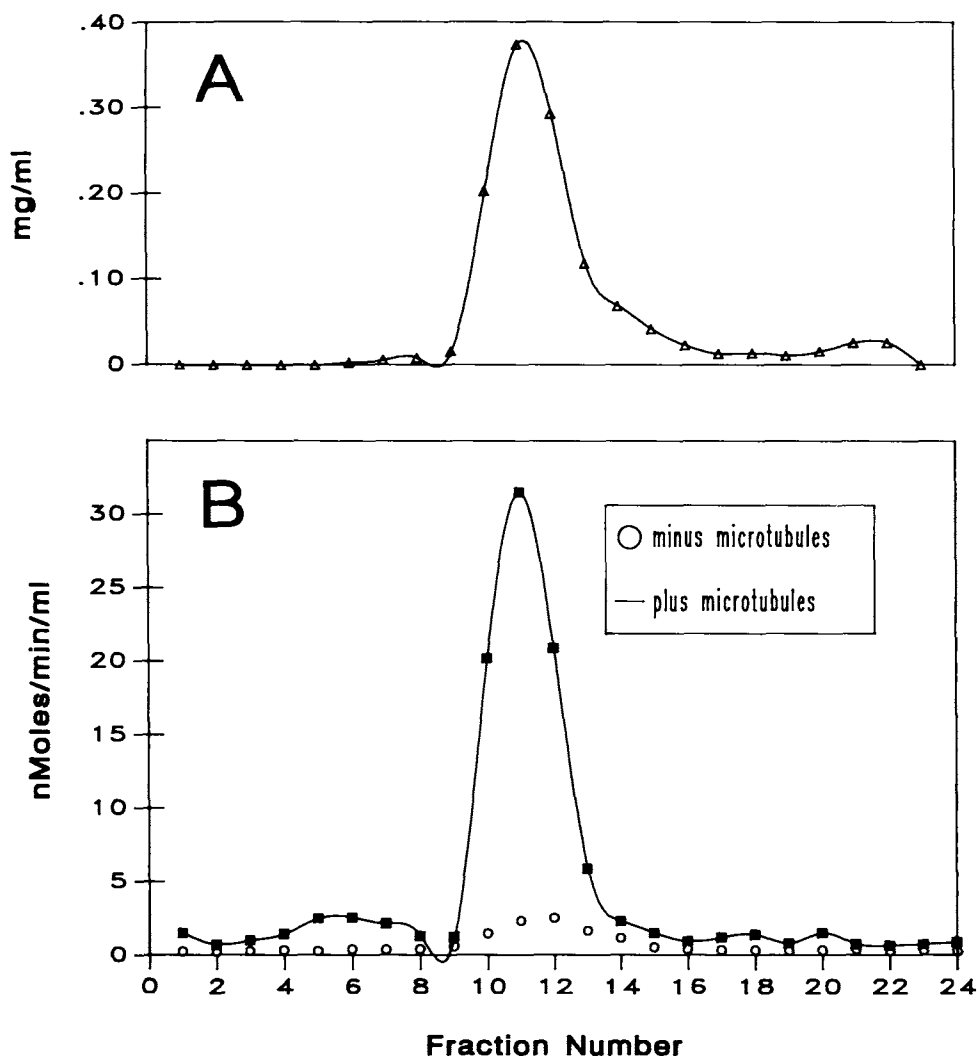 A
mg/ml
.40
.30
.20
.10
0
B
nMoles/min/ml
30
25
20
15
10
5
0
minus microtubules
plus microtubules
0 2 4 6 8 10 12 14 16 18 20 22 24
Fraction Number